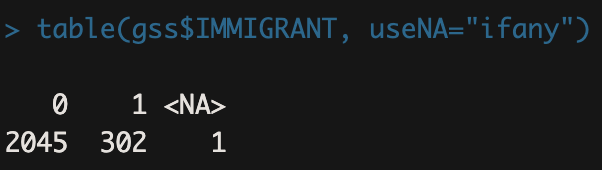 > table(gss$IMMIGRANT, useNA="ifany")
   0    1 <NA>
2045  302    1